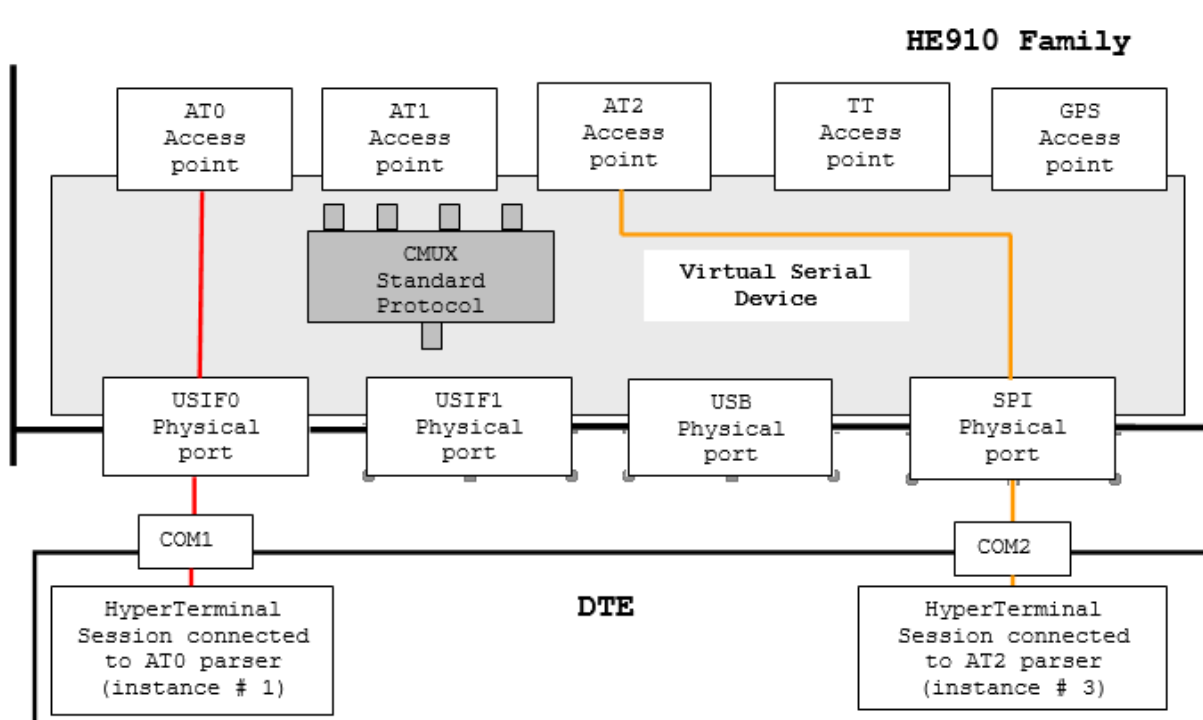 HE910 Family
AT0
Access
point
AT1
Access
point
AT2
Access
point
TT
Access
point
GPS
Access
point
CMUX
Standard
Protocol
Virtual Serial
Device
USIF0
Physical
port
USIF1
Physical
port
USB
Physical
port
SPI
Physical
port
COM1
COM2
HyperTerminal
Session connected
to AT0 parser
(instance # 1)
DTE
HyperTerminal
Session connected
to AT2 parser
(instance # 3)